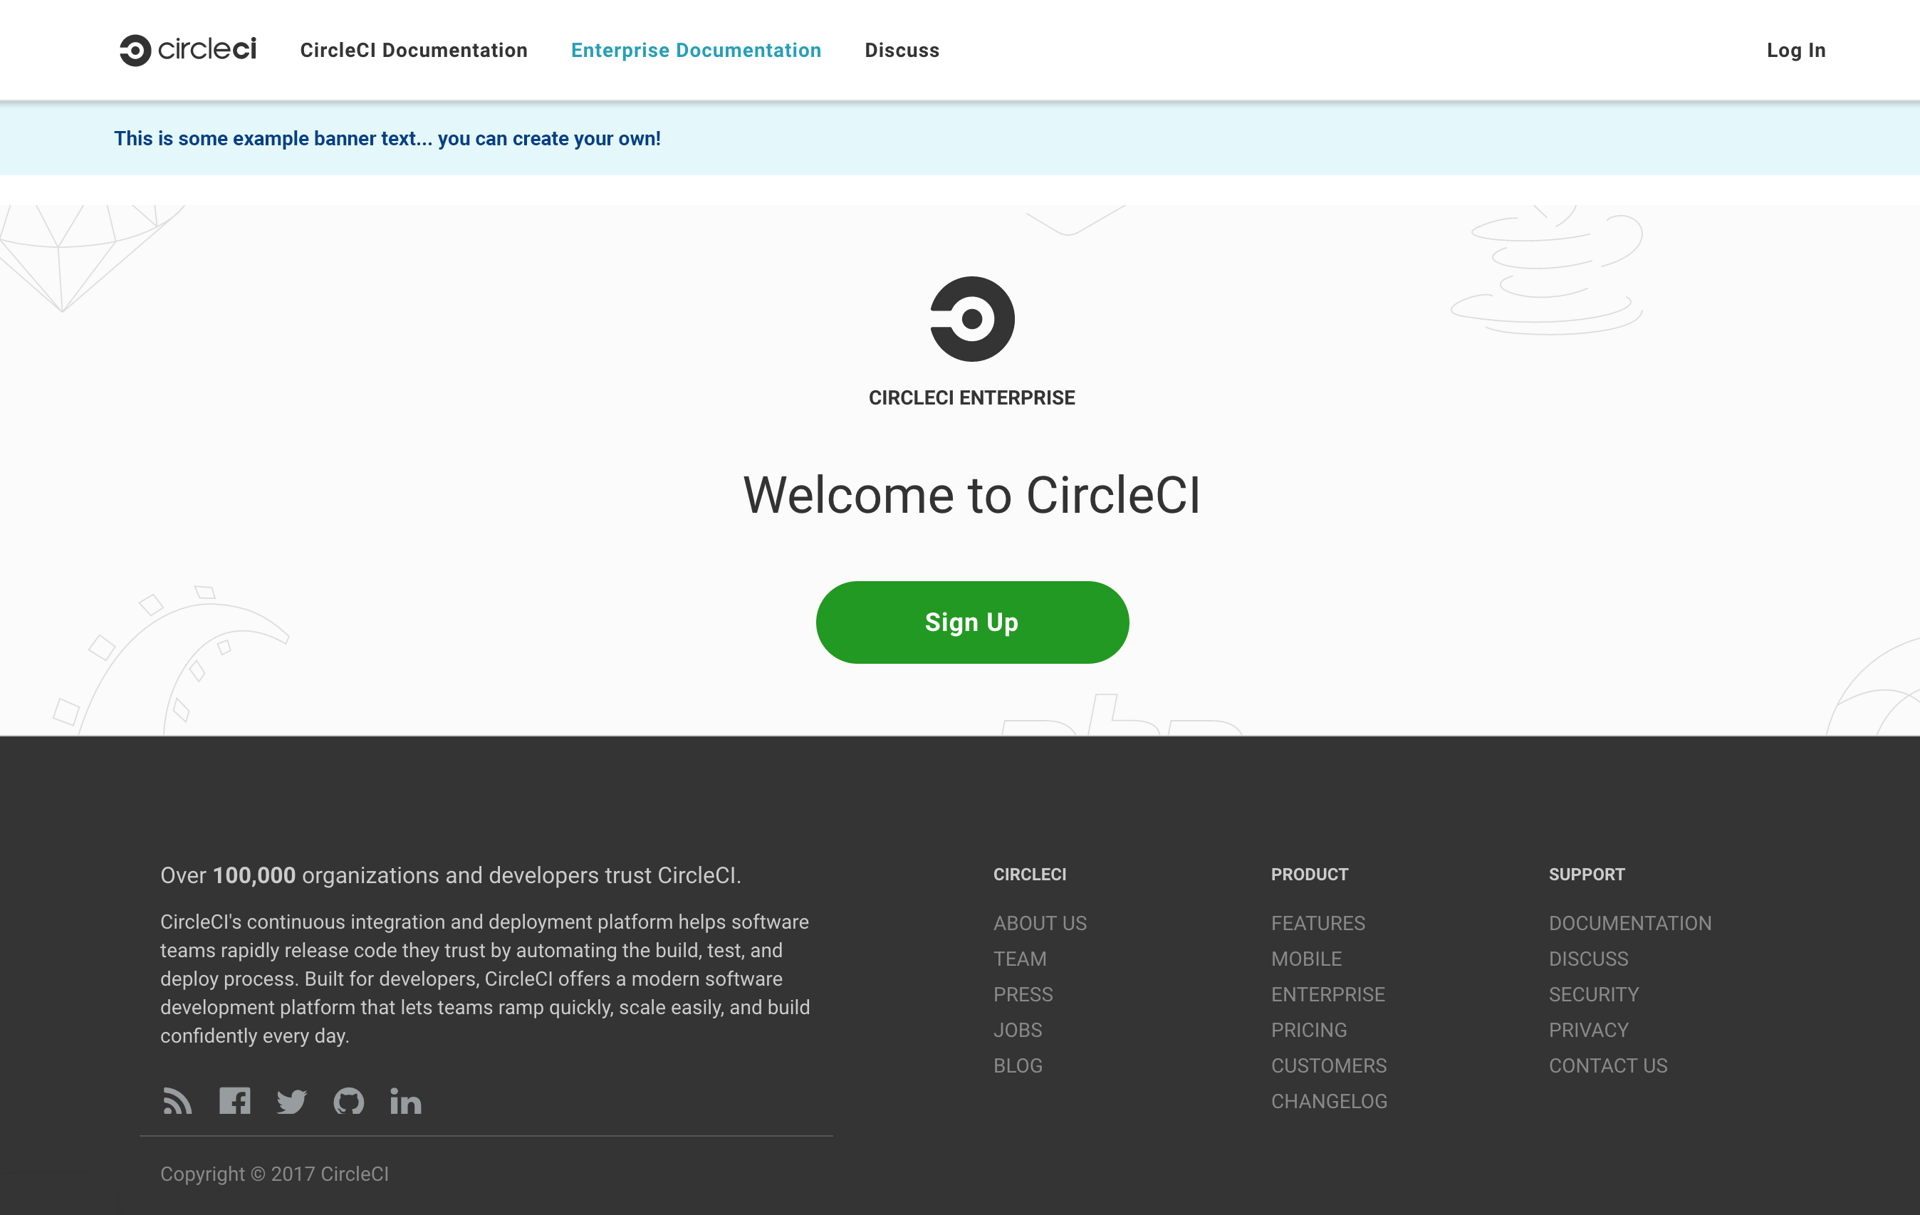 circleci CircleCI Documentation Enterprise Documentation Discuss Log In
This is some example banner text... you can create your own!
CIRCLECI ENTERPRISE
Welcome to CircleCI
Sign Up
php
Over 100,000 organizations and developers trust CircleCI.
CircleCI's continuous integration and deployment platform helps software
teams rapidly release code they trust by automating the build, test, and
deploy process. Built for developers, CircleCI offers a modern software
development platform that lets teams ramp quickly, scale easily, and build
confidently every day.
Copyright © 2017 CircleCI
CIRCLECI
ABOUT US
TEAM
PRESS
JOBS
BLOG
PRODUCT
FEATURES
MOBILE
ENTERPRISE
PRICING
CUSTOMERS
CHANGELOG
SUPPORT
DOCUMENTATION
DISCUSS
SECURITY
PRIVACY
CONTACT US